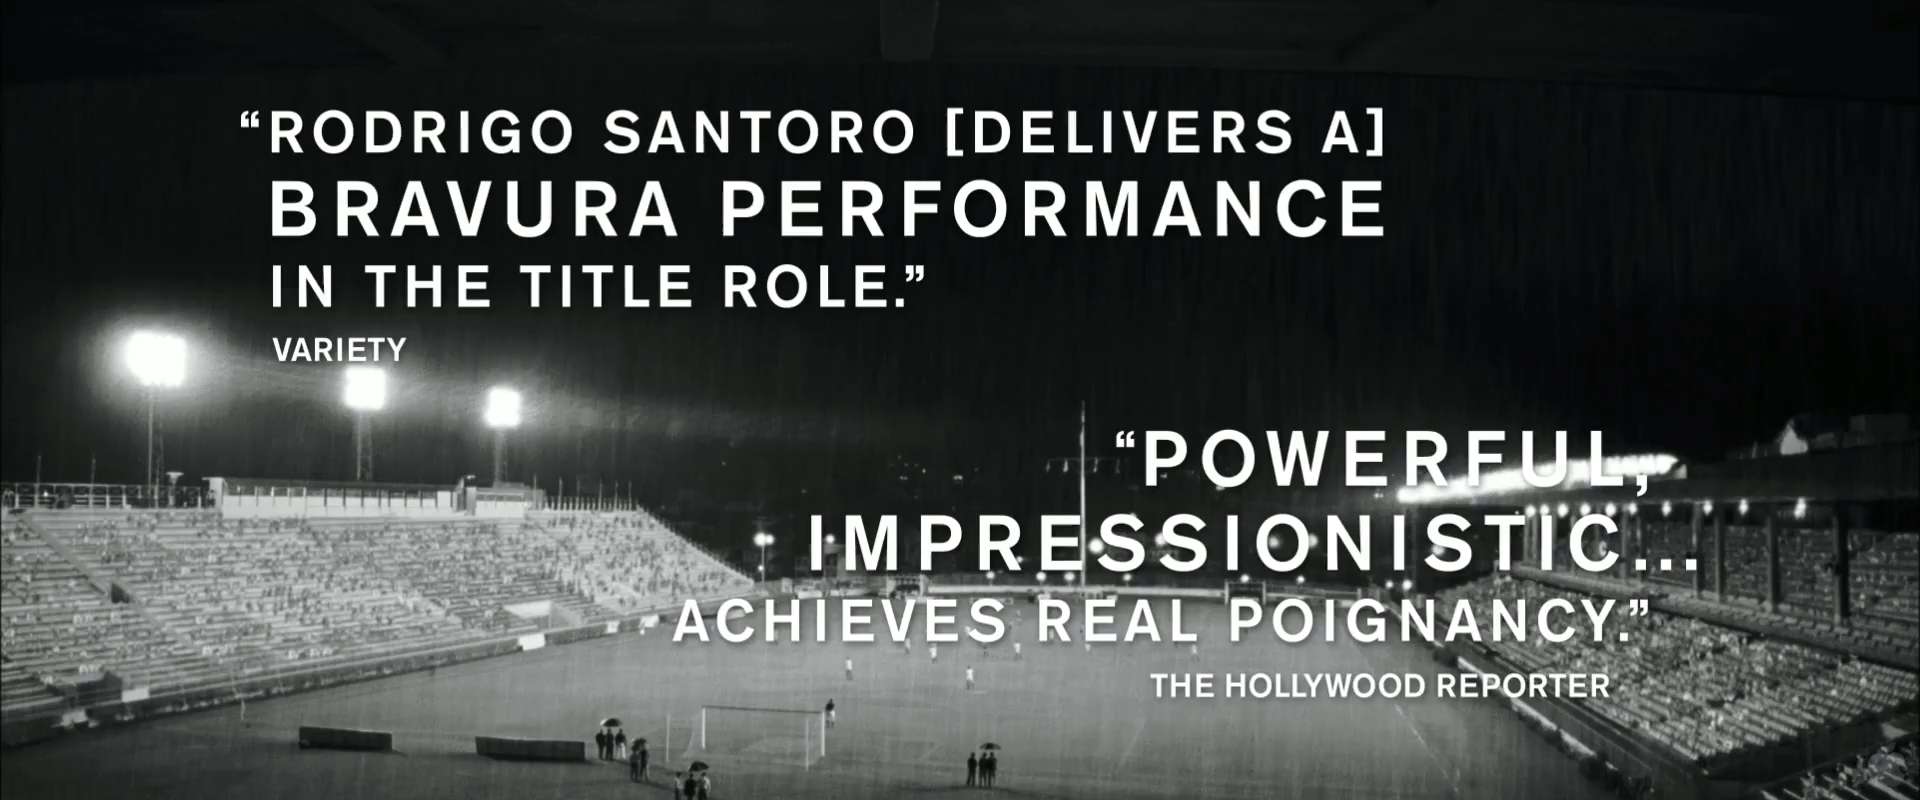 “RODRIGO SANTORO [DELIVERS A]
BRAVURA PERFORMANCE
IN THE TITLE ROLE.”
VARIETY
“POWERFUL,
IMPRESSIONISTIC...
ACHIEVES REAL POIGNANCY.”
THE HOLLYWOOD REPORTER